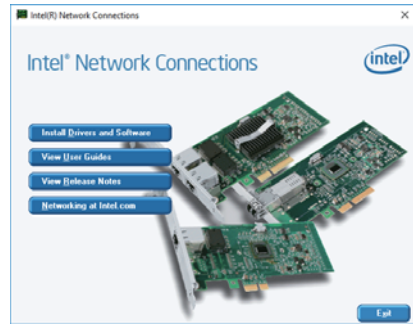 Intel(R) Network Connections
Intel® Network Connections
intel
Install Drivers and Software
View User Guides
View Release Notes
Networking at Intel.com
Exit